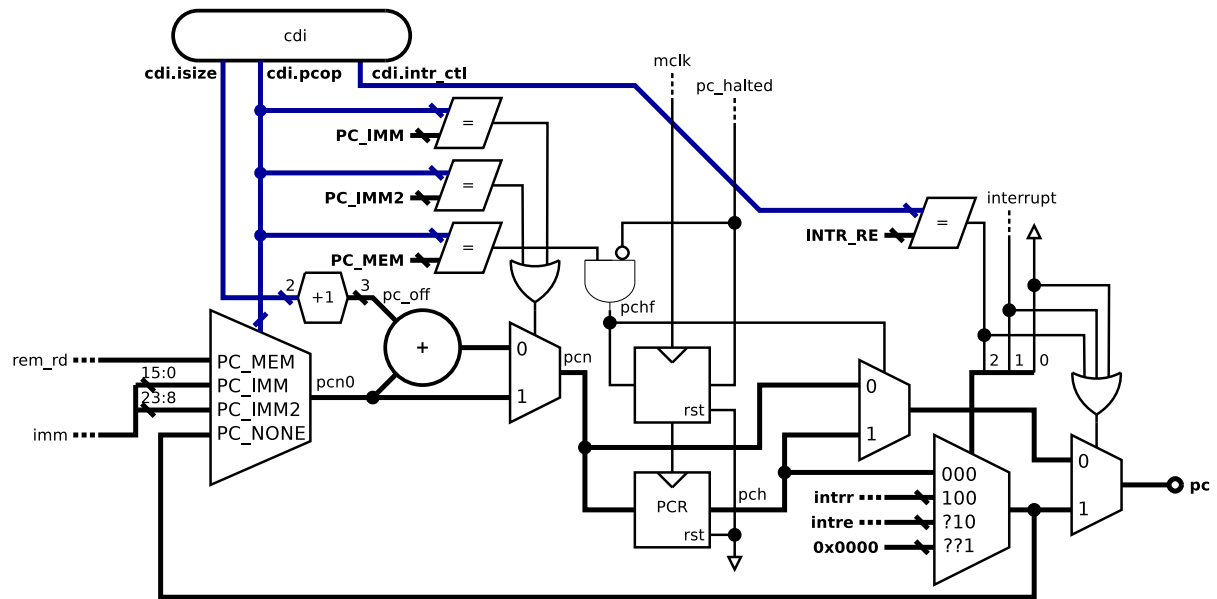 cdi
cdi.isize
cdi.pcop
cdi.intr_ctl
mclk
pc_halted
PC_IMM
=
PC_IMM2
=
PC_MEM
=
INTR_RE
=
interrupt
2
+1
3
pc_off
pchf
+
0
1
pcn
rem_rd
15:0
23:8
imm
PC_MEM
PC_IMM
PC_IMM2
PC_NONE
pcn0
rst
PCR
rst
pch
0
1
2
1
0
intrr
intre
0x0000
000
100
?10
??1
0
1
pc